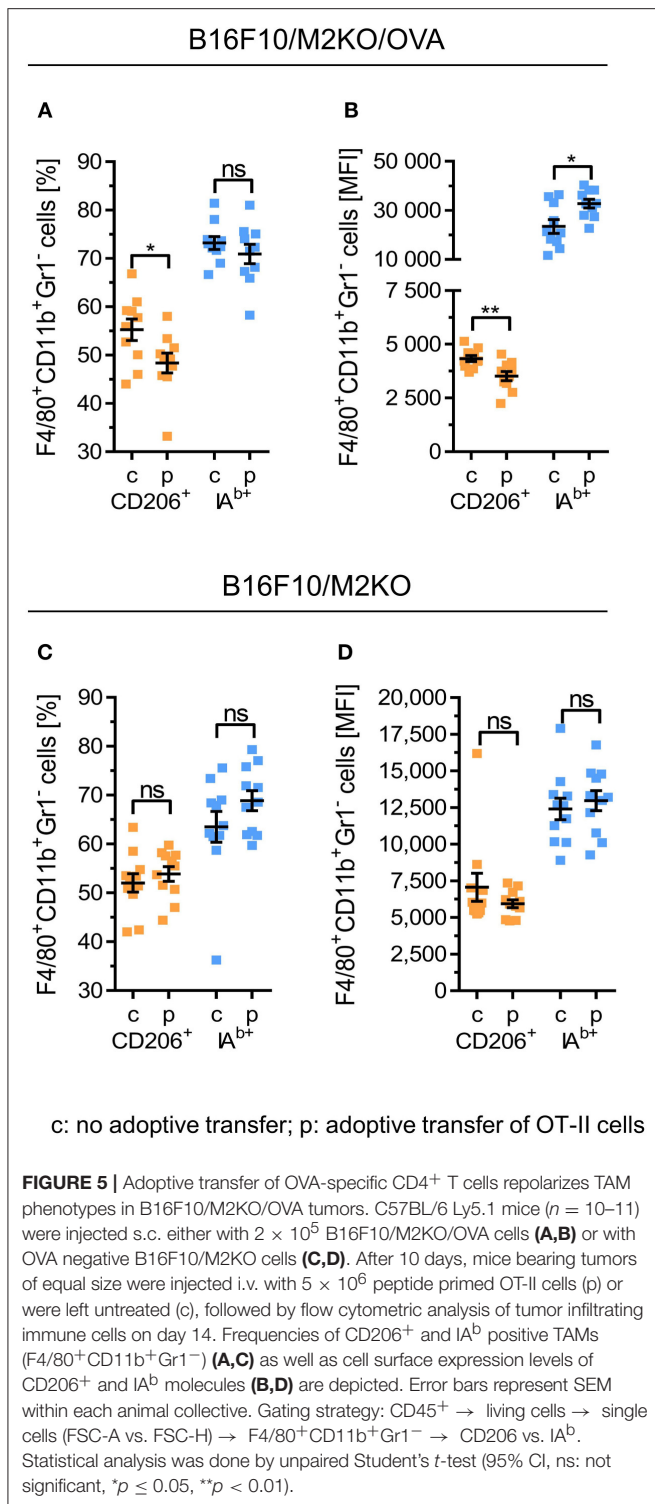 B16F10/M2KO/OVA
A
F4/80⁺CD11b⁺Gr1⁻ cells [%]
90
80
70
60
50
40
30
*
ns
c p c p
CD206⁺ IAᵇ⁺
B
F4/80⁺CD11b⁺Gr1⁻ cells [MFI]
50 000
30 000
10 000
7 500
5 000
2 500
0
**
*
c p c p
CD206⁺ IAᵇ⁺
B16F10/M2KO
C
F4/80⁺CD11b⁺Gr1⁻ cells [%]
90
80
70
60
50
40
30
ns
ns
c p c p
CD206⁺ IAᵇ⁺
D
F4/80⁺CD11b⁺Gr1⁻ cells [MFI]
20,000
17,500
15,000
12,500
10,000
7,500
5,000
2,500
0
ns
ns
c p c p
CD206⁺ IAᵇ⁺
c: no adoptive transfer; p: adoptive transfer of OT-II cells
FIGURE 5 | Adoptive transfer of OVA-specific CD4⁺ T cells repolarizes TAM
phenotypes in B16F10/M2KO/OVA tumors. C57BL/6 Ly5.1 mice (n = 10–11)
were injected s.c. either with 2 × 10⁵ B16F10/M2KO/OVA cells (A,B) or with
OVA negative B16F10/M2KO cells (C,D). After 10 days, mice bearing tumors
of equal size were injected i.v. with 5 × 10⁶ peptide primed OT-II cells (p) or
were left untreated (c), followed by flow cytometric analysis of tumor infiltrating
immune cells on day 14. Frequencies of CD206⁺ and IAᵇ positive TAMs
(F4/80⁺CD11b⁺Gr1⁻) (A,C) as well as cell surface expression levels of
CD206⁺ and IAᵇ molecules (B,D) are depicted. Error bars represent SEM
within each animal collective. Gating strategy: CD45⁺ → living cells → single
cells (FSC-A vs. FSC-H) → F4/80⁺CD11b⁺Gr1⁻ → CD206 vs. IAᵇ.
Statistical analysis was done by unpaired Student's t-test (95% CI, ns: not
significant, *p ≤ 0.05, **p < 0.01).